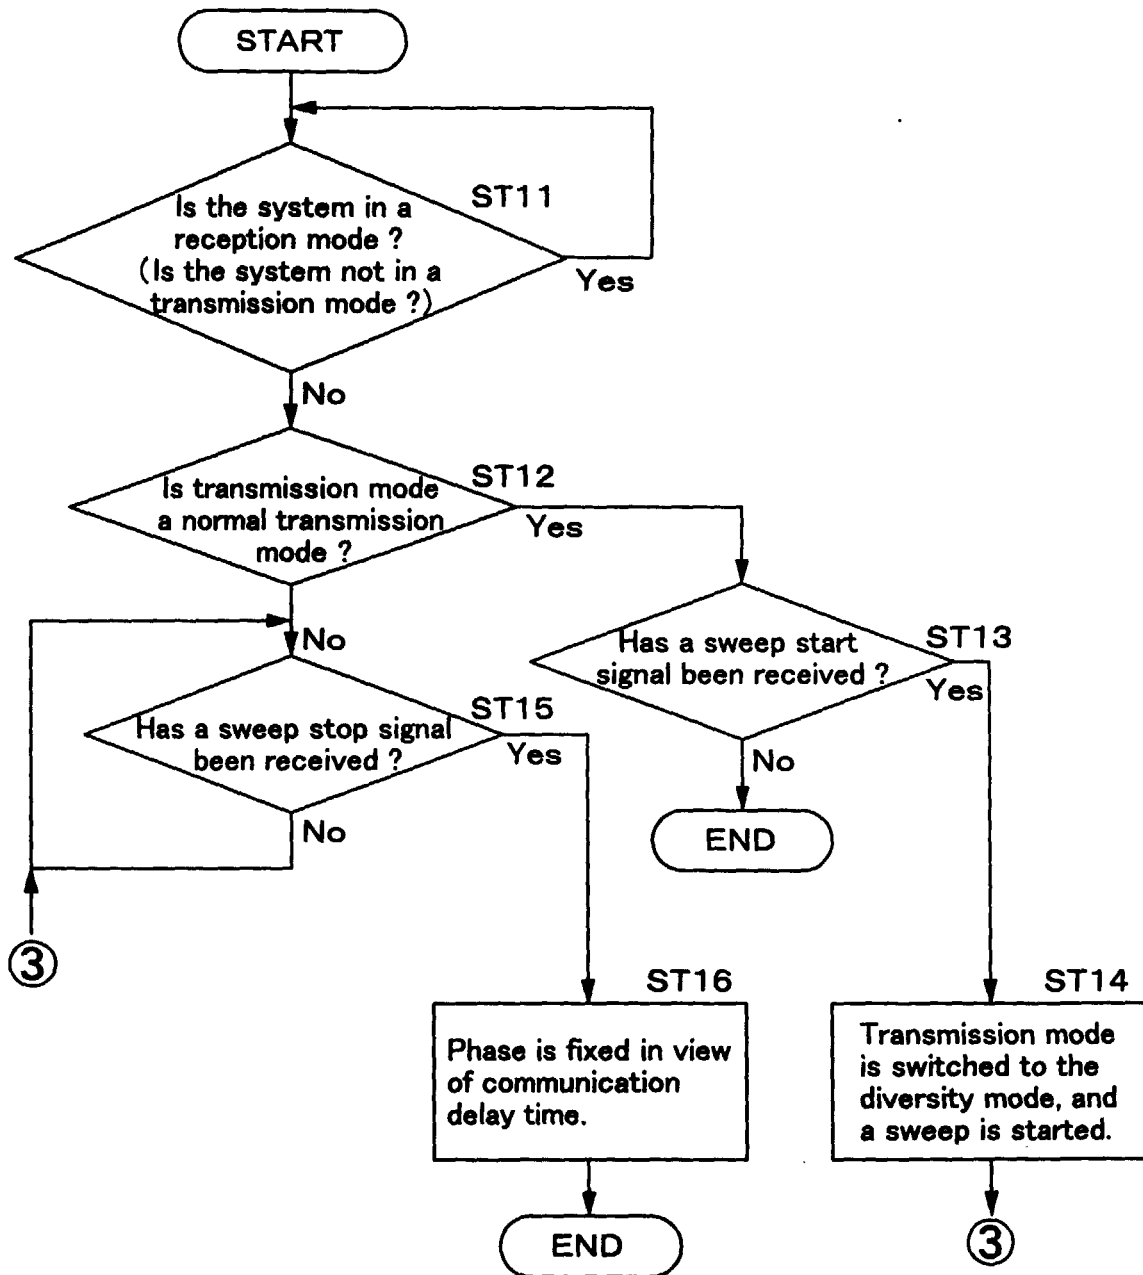 START
ST11
Is the system in a
reception mode ?
(Is the system not in a
transmission mode ?)
Yes
No
ST12
Is transmission mode
a normal transmission
mode ?
Yes
No
ST13
Has a sweep start
signal been received ?
Yes
No
END
ST15
Has a sweep stop signal
been received ?
Yes
No
3
ST16
Phase is fixed in view
of communication
delay time.
END
ST14
Transmission mode
is switched to the
diversity mode, and
a sweep is started.
3